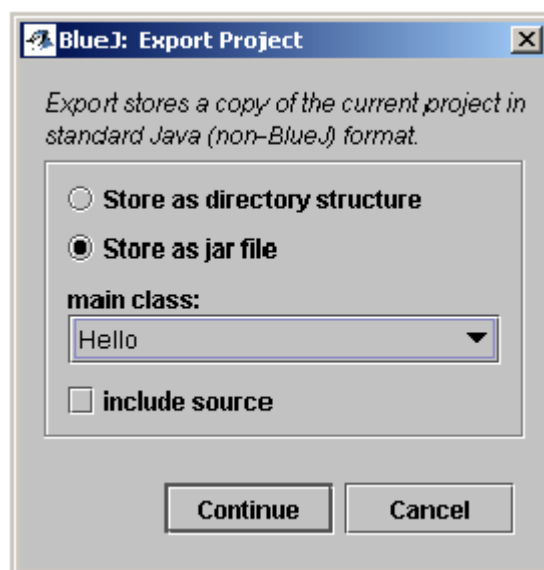 BlueJ: Export Project
Export stores a copy of the current project in
standard Java (non-BlueJ) format.
Store as directory structure
Store as jar file
main class:
Hello
include source
Continue Cancel